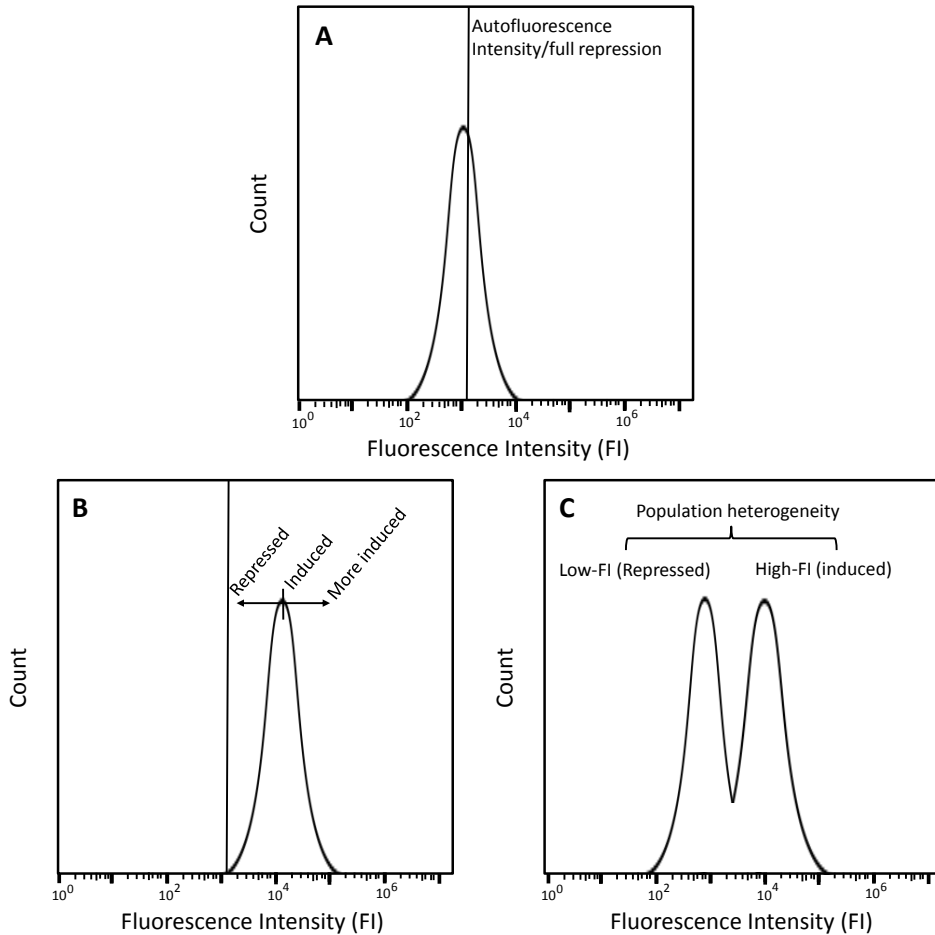 A
Autofluorescence
Intensity/full repression
Count
10^0
10^2
10^4
10^6
Fluorescence Intensity (FI)
B
Repressed
Induced
More induced
Count
10^0
10^2
10^4
10^6
Fluorescence Intensity (FI)
C
Population heterogeneity
Low-FI (Repressed)
High-FI (induced)
Count
10^0
10^2
10^4
10^6
Fluorescence Intensity (FI)